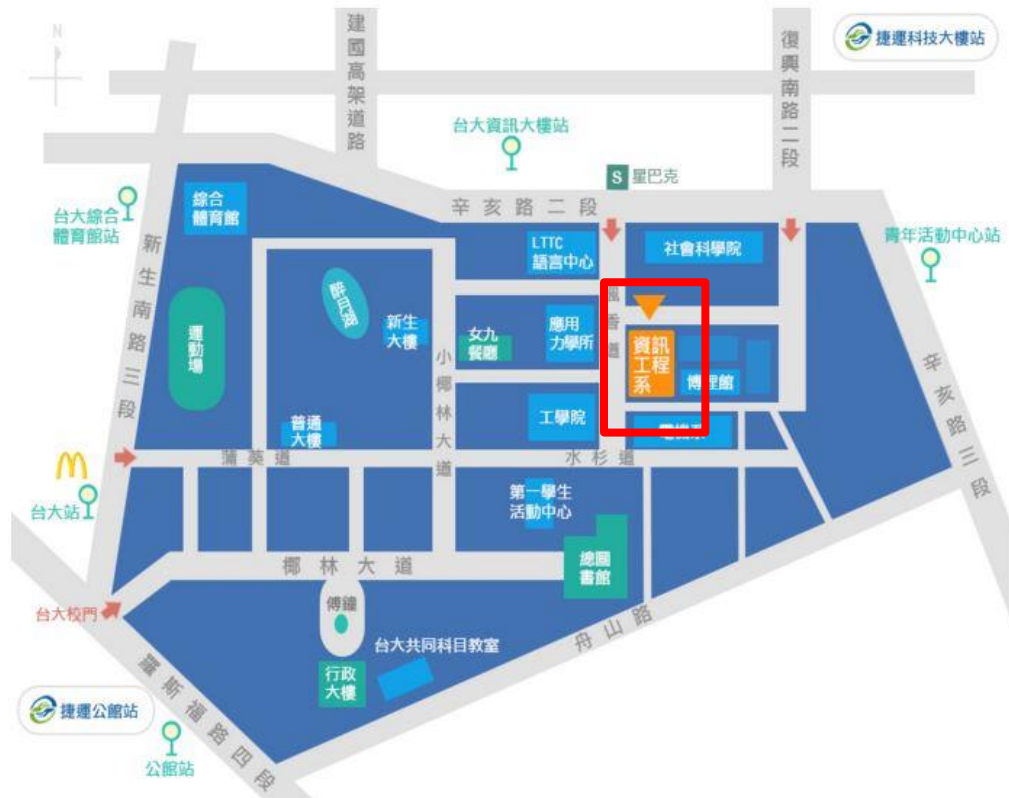 N
建國高架道路
復興南路二段
捷運科技大樓站
台大資訊大樓站
S 星巴克
綜合
體育館
辛亥路二段
台大綜合
體育館站
新生南路三段
LTTC
語言中心
社會科學院
青年活動中心站
醉月湖
運動場
新生
大樓
女九
餐廳
應用
力學所
資訊
工程
系
博理館
小椰林大道
辛亥路三段
普通
大樓
工學院
電機系
蒲葵道
水杉道
台大站
第一學生
活動中心
椰林大道
總圖
書館
傅鐘
台大校門
舟山路
台大共同科目教室
行政
大樓
羅斯福路四段
捷運公館站
公館站